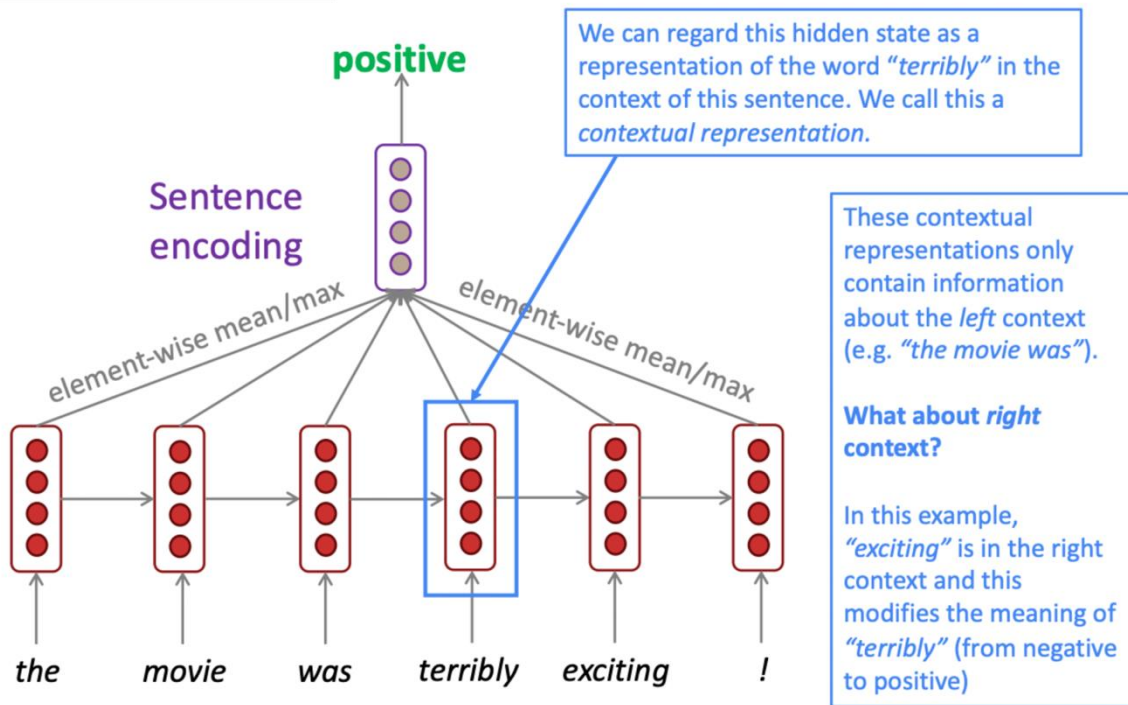 positive
We can regard this hidden state as a
representation of the word “terribly” in the
context of this sentence. We call this a
contextual representation.
Sentence
encoding
element-wise mean/max
element-wise mean/max
These contextual
representations only
contain information
about the left context
(e.g. “the movie was”).
What about right
context?
In this example,
“exciting” is in the right
context and this
modifies the meaning of
“terribly” (from negative
to positive)
the movie was terribly exciting !